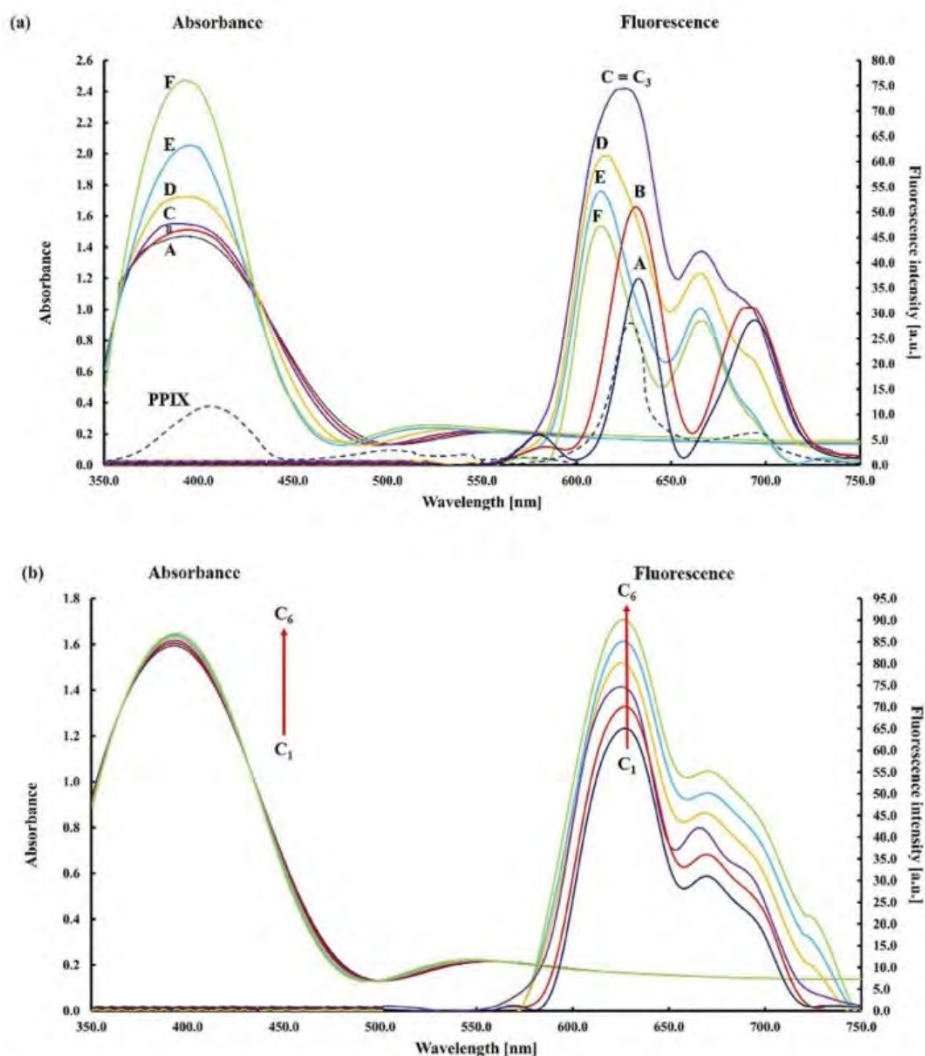 (a)
Absorbance Fluorescence
2.6 80.0
2.4 75.0
2.2 70.0
2.0 65.0
1.8 60.0
1.6 55.0
1.4 50.0
1.2 45.0
1.0 40.0
0.8 35.0
0.6 30.0
0.4 25.0
0.2 20.0
0.0 15.0
10.0
5.0
0.0
F
E
D
C
B
A
PPIX
C = C₃
D
E
F
B
A
Absorbance
Fluorescence intensity [a.u.]
350.0 400.0 450.0 500.0 550.0 600.0 650.0 700.0 750.0
Wavelength [nm]
(b)
Absorbance Fluorescence
1.8 95.0
1.6 90.0
1.4 85.0
1.2 80.0
1.0 75.0
0.8 70.0
0.6 65.0
0.4 60.0
0.2 55.0
0.0 50.0
45.0
40.0
35.0
30.0
25.0
20.0
15.0
10.0
5.0
0.0
C₆
C₁
C₆
C₁
Absorbance
Fluorescence intensity [a.u.]
350.0 400.0 450.0 500.0 550.0 600.0 650.0 700.0 750.0
Wavelength [nm]